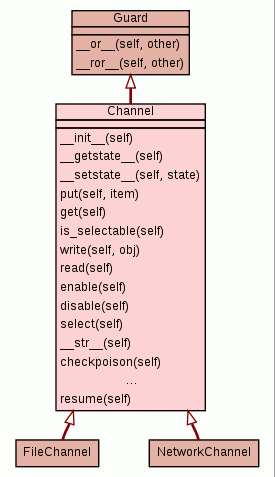 Guard
__or__(self, other)
__ror__(self, other)
Channel
__init__(self)
__getstate__(self)
__setstate__(self, state)
put(self, item)
get(self)
is_selectable(self)
write(self, obj)
read(self)
enable(self)
disable(self)
select(self)
__str__(self)
checkpoison(self)
...
resume(self)
FileChannel
NetworkChannel